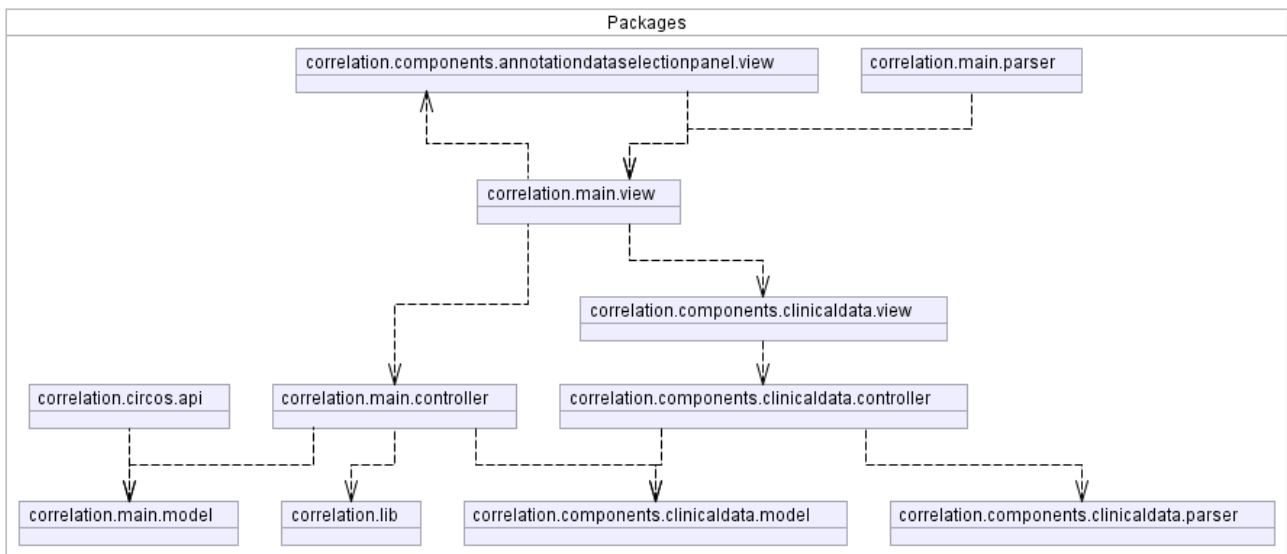 Packages
correlation.components.annotationdataselectionpanel.view
correlation.main.parser
correlation.main.view
correlation.components.clinicaldata.view
correlation.circos.api
correlation.main.controller
correlation.components.clinicaldata.controller
correlation.main.model
correlation.lib
correlation.components.clinicaldata.model
correlation.components.clinicaldata.parser